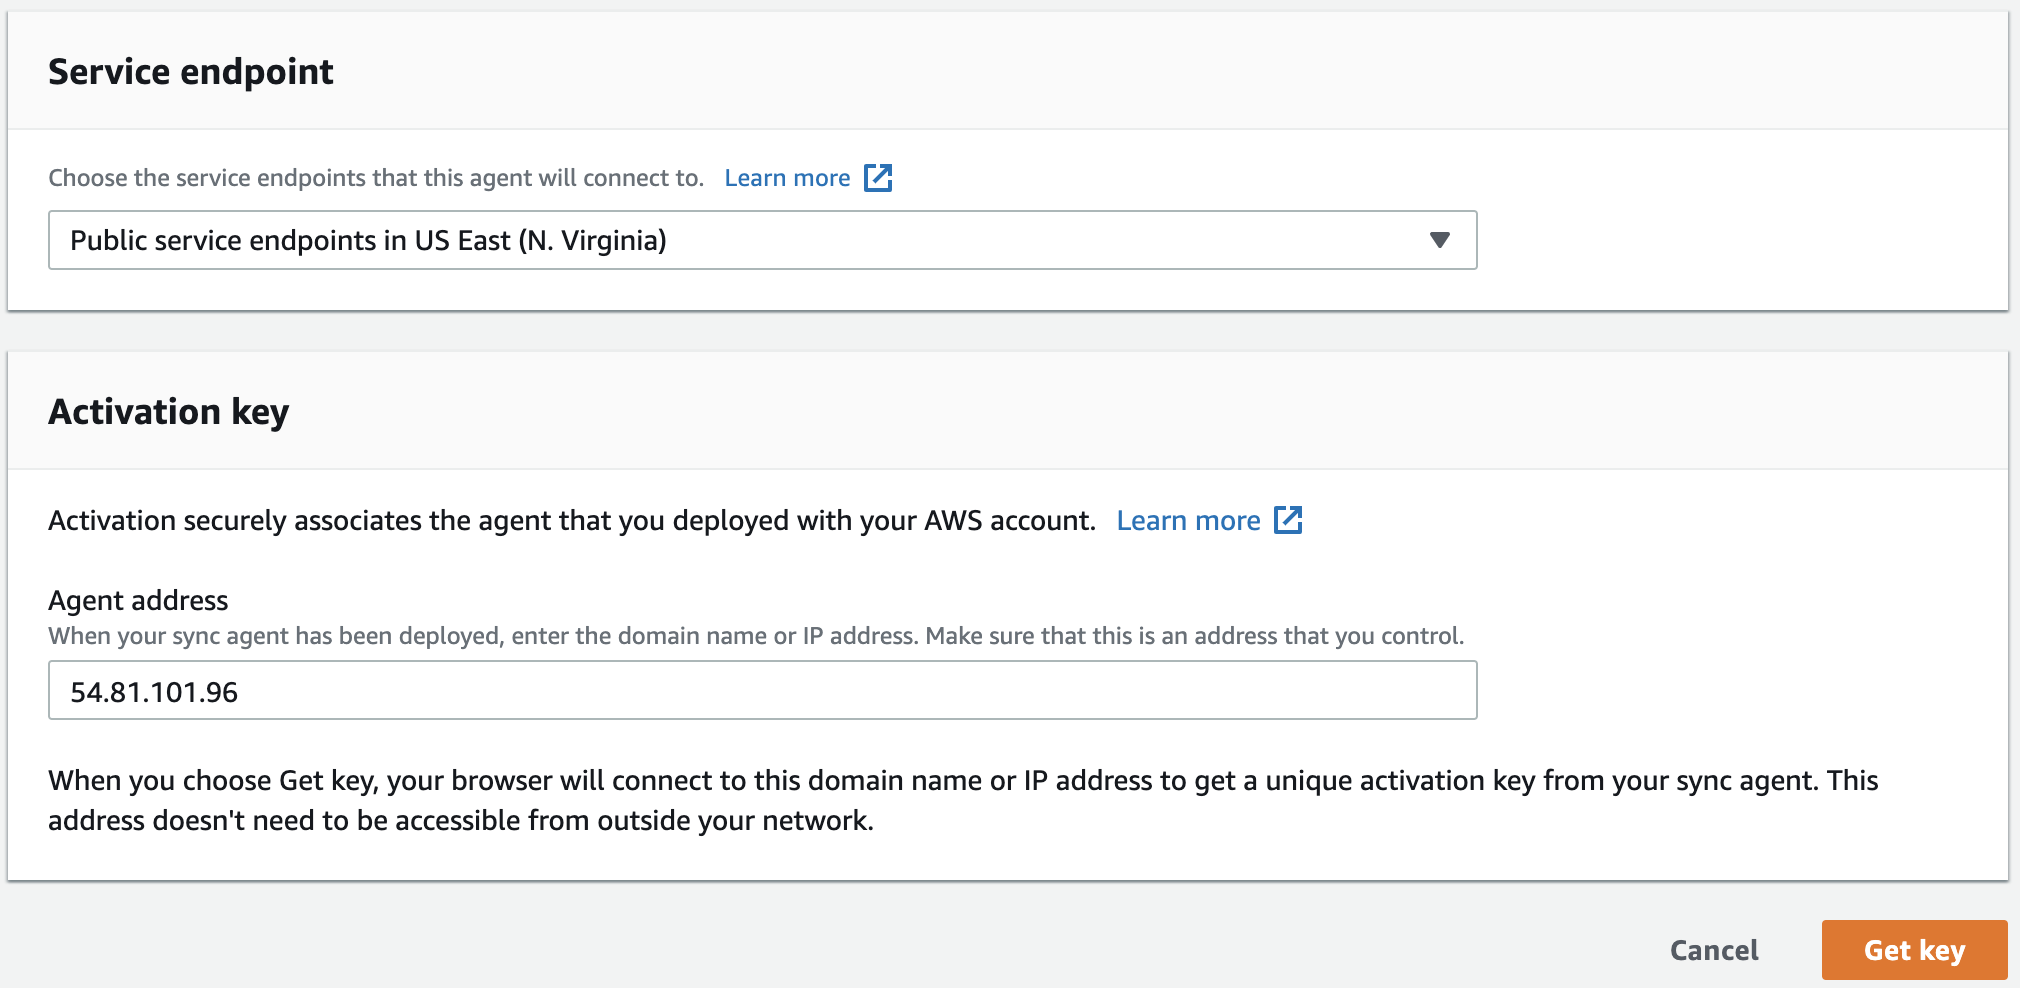 Service endpoint
Choose the service endpoints that this agent will connect to. Learn more
Public service endpoints in US East (N. Virginia)
Activation key
Activation securely associates the agent that you deployed with your AWS account. Learn more
Agent address
When your sync agent has been deployed, enter the domain name or IP address. Make sure that this is an address that you control.
54.81.101.96
When you choose Get key, your browser will connect to this domain name or IP address to get a unique activation key from your sync agent. This
address doesn't need to be accessible from outside your network.
Cancel Get key